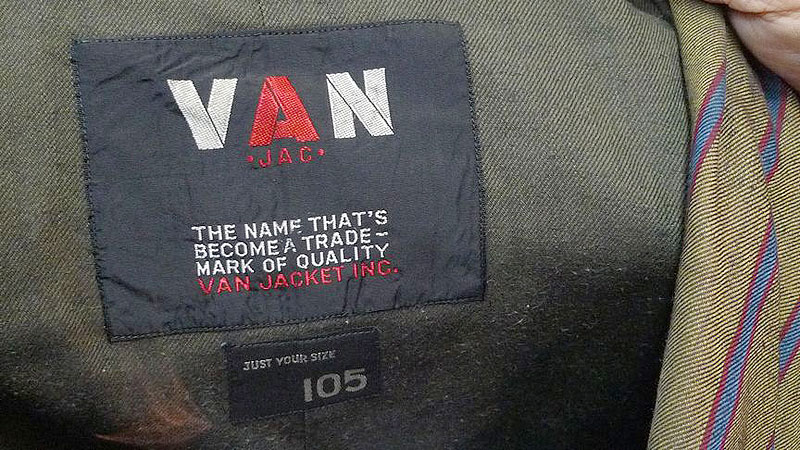 VAN
•JAC•
THE NAME THAT'S
BECOME A TRADE~
MARK OF QUALITY
VAN JACKET INC.
JUST YOUR SIZE
105